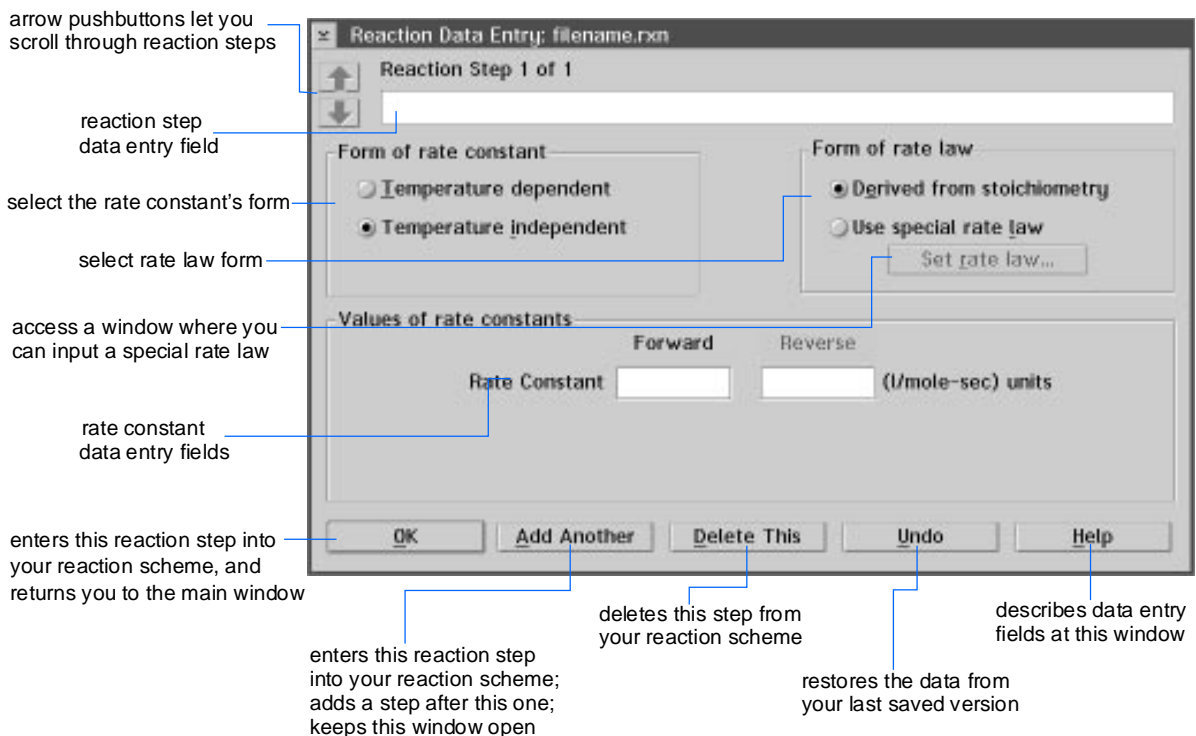 arrow pushbuttons let you
scroll through reaction steps
Reaction Data Entry: filename.rxn
Reaction Step 1 of 1
reaction step
data entry field
Form of rate constant
Temperature dependent
Temperature independent
Form of rate law
Derived from stoichiometry
Use special rate law
Set rate law...
select the rate constant's form
select rate law form
access a window where you
can input a special rate law
Values of rate constants
Forward
Reverse
Rate Constant
(l/mole-sec) units
rate constant
data entry fields
OK
Add Another
Delete This
Undo
Help
enters this reaction step into
your reaction scheme, and
returns you to the main window
enters this reaction step
into your reaction scheme;
adds a step after this one;
keeps this window open
deletes this step from
your reaction scheme
restores the data from
your last saved version
describes data entry
fields at this window